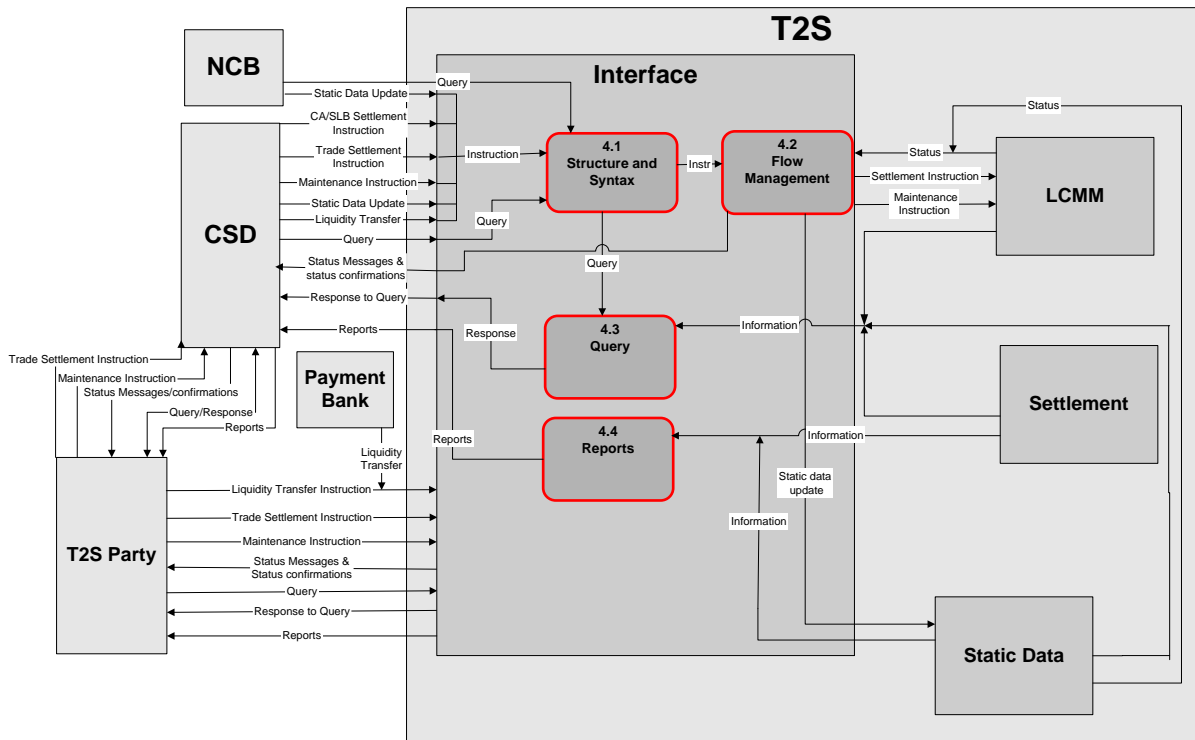 T2S
NCB
Interface
Query
Static Data Update
CA/SLB Settlement
Instruction
Trade Settlement
Instruction
Maintenance Instruction
Static Data Update
Liquidity Transfer
Query
CSD
Instruction
Query
4.1
Structure and
Syntax
Instr
4.2
Flow
Management
Status
Status
Settlement Instruction
Maintenance
Instruction
LCMM
Status Messages &
status confirmations
Query
Response to Query
Response
4.3
Query
Information
Reports
Trade Settlement Instruction
Maintenance Instruction
Status Messages/confirmations
Query/Response
Reports
Payment
Bank
Liquidity
Transfer
Reports
4.4
Reports
Information
Settlement
Static data
update
Information
T2S Party
Liquidity Transfer Instruction
Trade Settlement Instruction
Maintenance Instruction
Status Messages &
Status confirmations
Query
Response to Query
Reports
Static Data